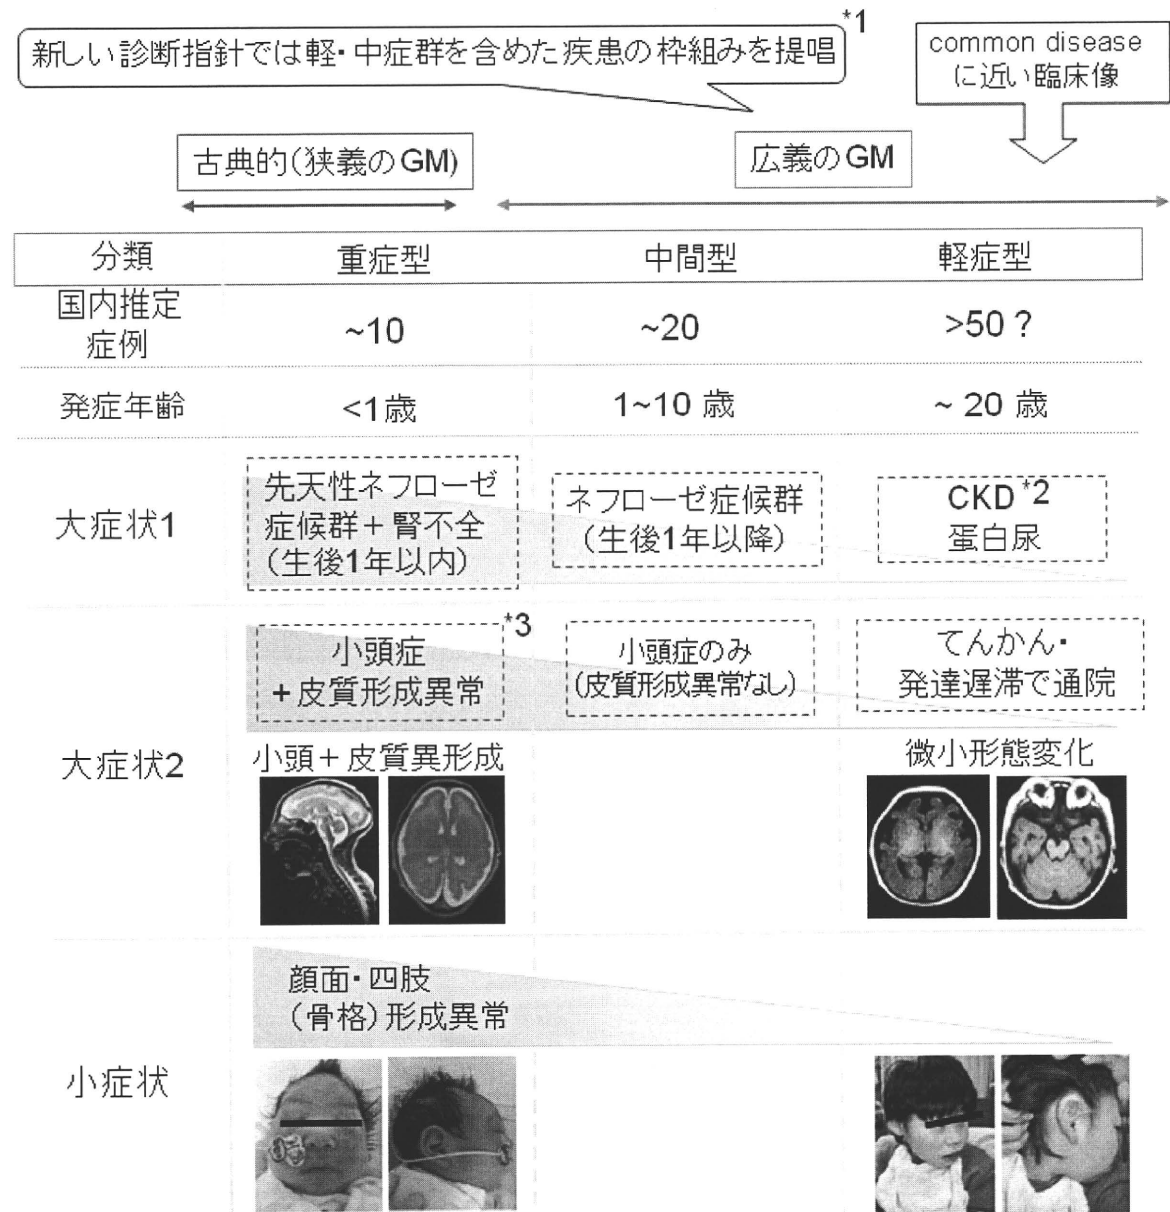 新しい診断指針では軽・中症群を含めた疾患の枠組みを提唱
*1
common disease
に近い臨床像
古典的(狭義のGM)
広義のGM
分類 重症型 中間型 軽症型
国内推定
症例
~10 ~20 >50 ?
発症年齢 <1歳 1~10 歳 ~ 20 歳
大症状1
先天性ネフローゼ
症候群+腎不全
(生後1年以内)
ネフローゼ症候群
(生後1年以降)
CKD *2
蛋白尿
大症状2
小頭症
+皮質形成異常
*3
小頭症のみ
(皮質形成異常なし)
てんかん・
発達遅滞で通院
小頭+皮質異形成
微小形態変化
小症状
顔面・四肢
(骨格)形成異常